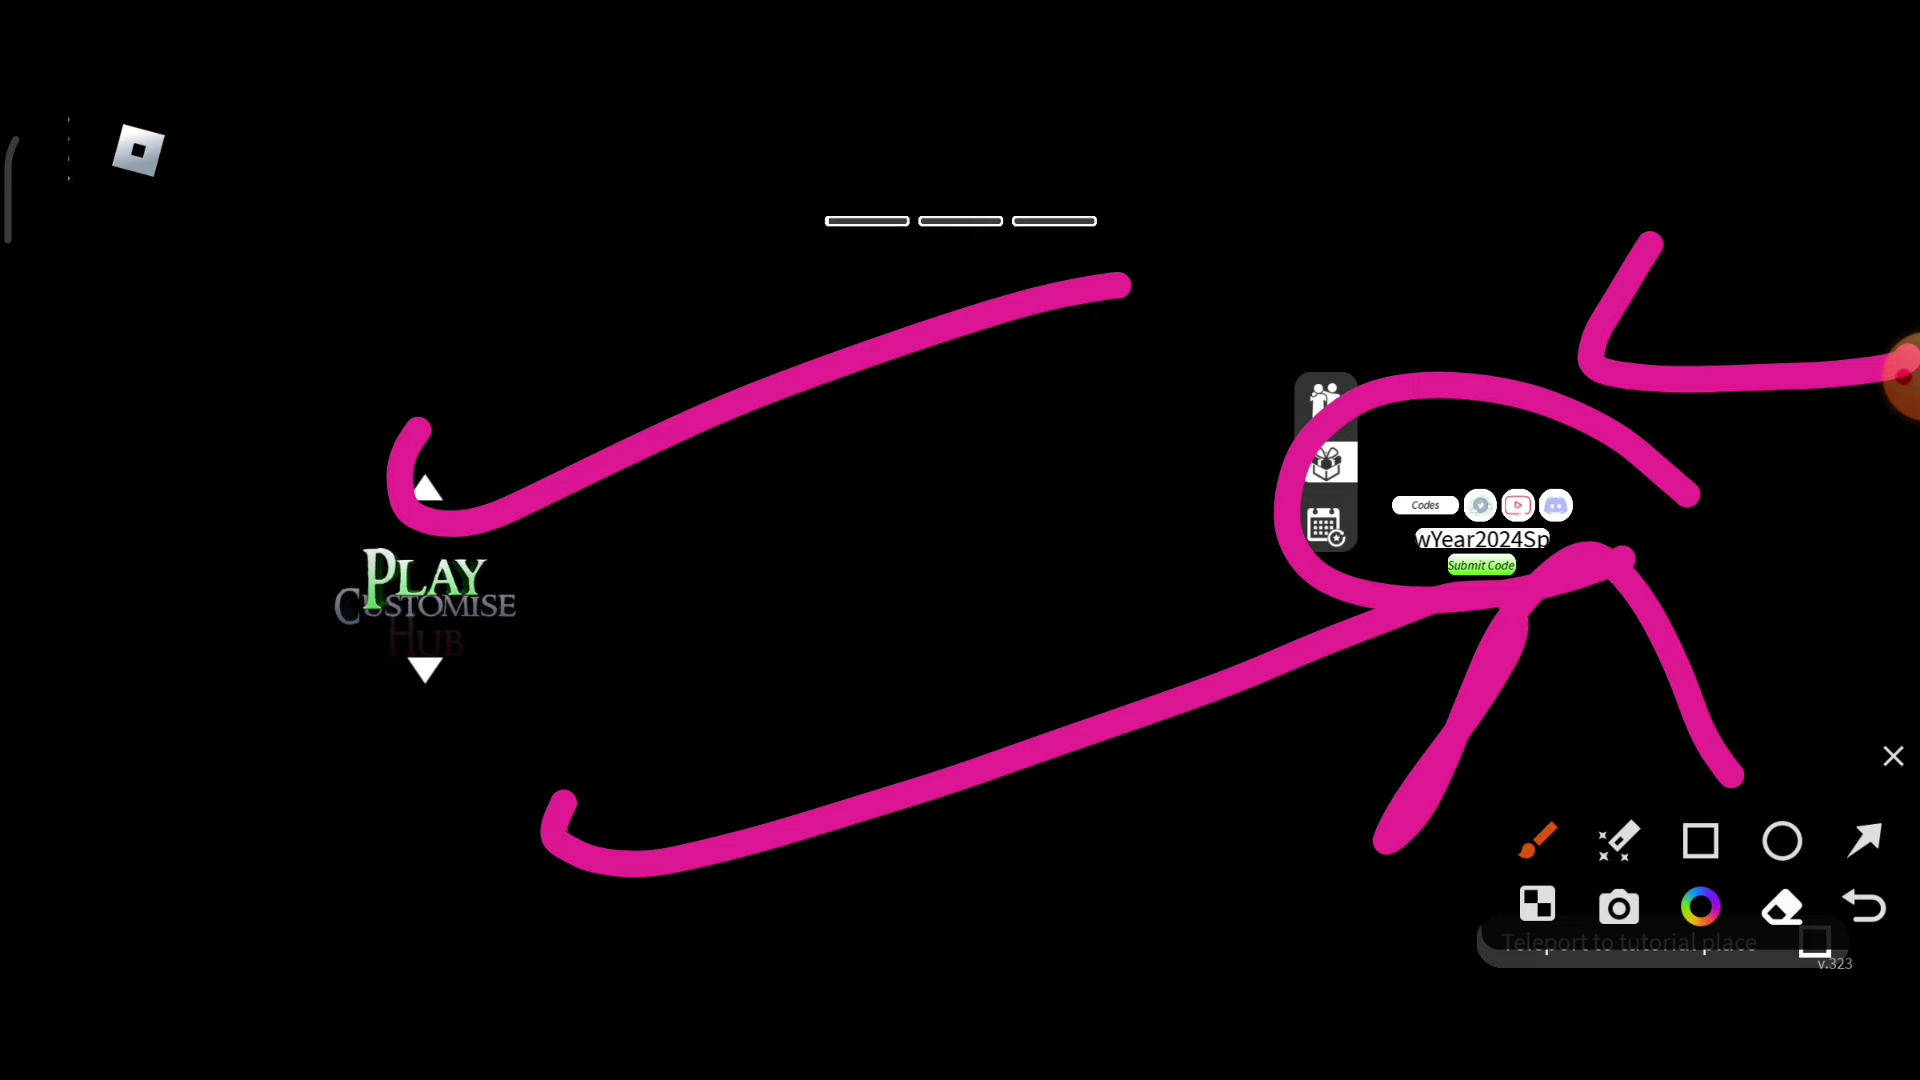 Codes
wYear2024Sp
Submit Code
PLAY
CUSTOMISE
HUB
Teleport to tutorial place
v.323